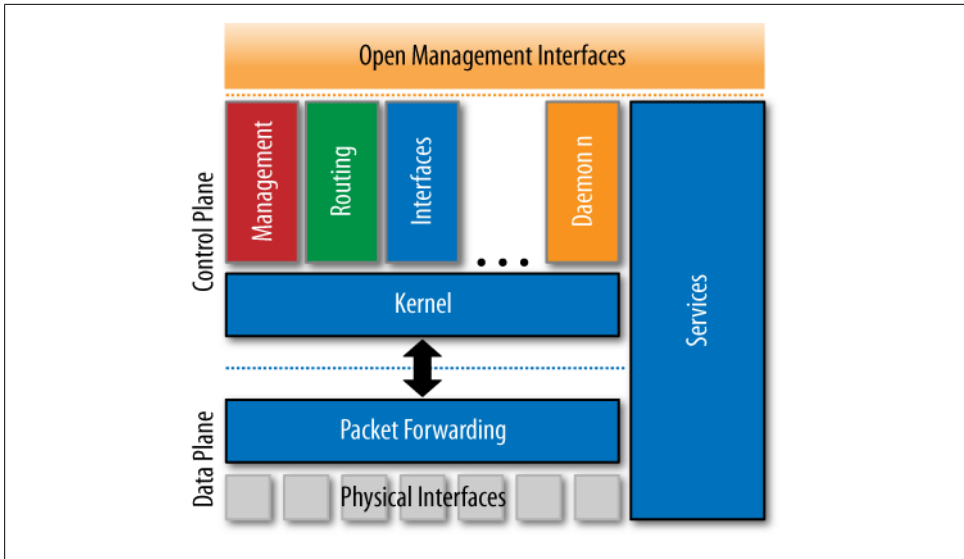 Open Management Interfaces
Control Plane
Management
Routing
Interfaces
...
Daemon n
Kernel
Services
Data Plane
Packet Forwarding
Physical Interfaces